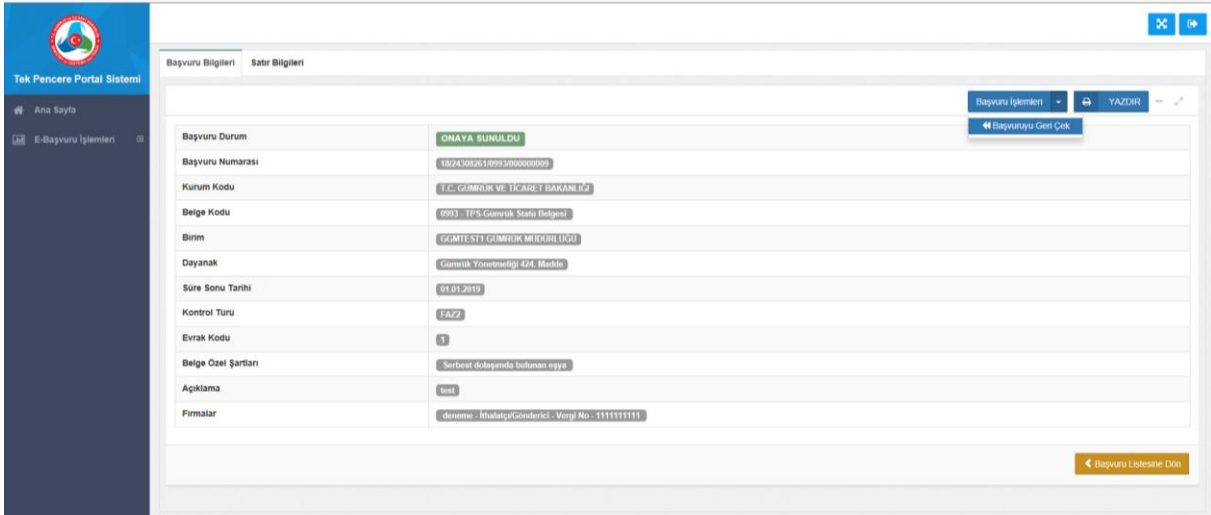 Tek Pencere Portal Sistemi
Ana Sayfa
E-Başvuru İşlemleri
Başvuru Bilgileri Satır Bilgileri
Başvuru İşlemleri YAZDIR
Başvuruyu Geri Çek
Başvuru Durum ONAYA SUNULDU
Başvuru Numarası 18/24308261/0993/000000009
Kurum Kodu T.C. GÜMRÜK VE TİCARET BAKANLIĞI
Belge Kodu 0993 - TPS-Gümrük Statü Belgesi
Birim GGMTEST1 GÜMRÜK MÜDÜRLÜĞÜ
Dayanak Gümrük Yönetmeliği 424. Madde
Süre Sonu Tarihi 01.01.2019
Kontrol Türü FAZ2
Evrak Kodu 1
Belge Özel Şartları Serbest dolaşımda bulunan eşya
Açıklama test
Firmalar deneme - İthalatçı/Gönderici - Vergi No - 1111111111
Başvuru Listesine Dön